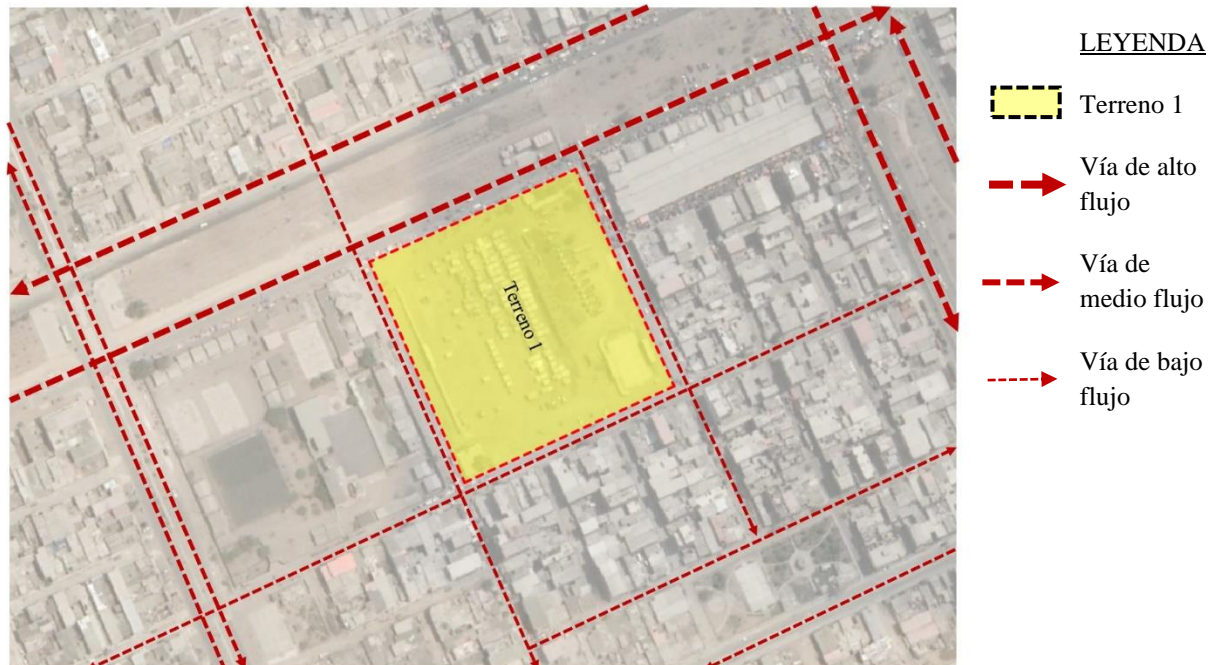 LEYENDA
Terreno 1
Vía de alto
flujo
Vía de
medio flujo
Vía de bajo
flujo
Terreno 1